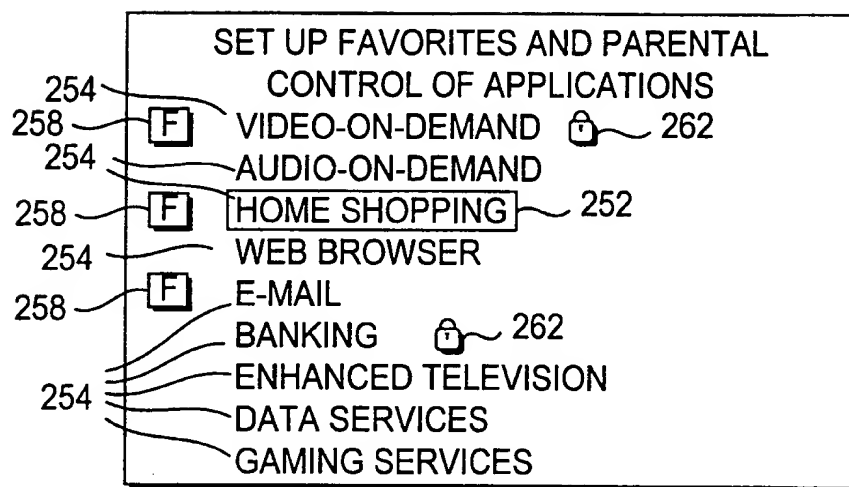 SET UP FAVORITES AND PARENTAL
CONTROL OF APPLICATIONS
254
258 F VIDEO-ON-DEMAND 262
254 AUDIO-ON-DEMAND
258 F HOME SHOPPING 252
254 WEB BROWSER
258 F E-MAIL
BANKING 262
ENHANCED TELEVISION
254 DATA SERVICES
GAMING SERVICES